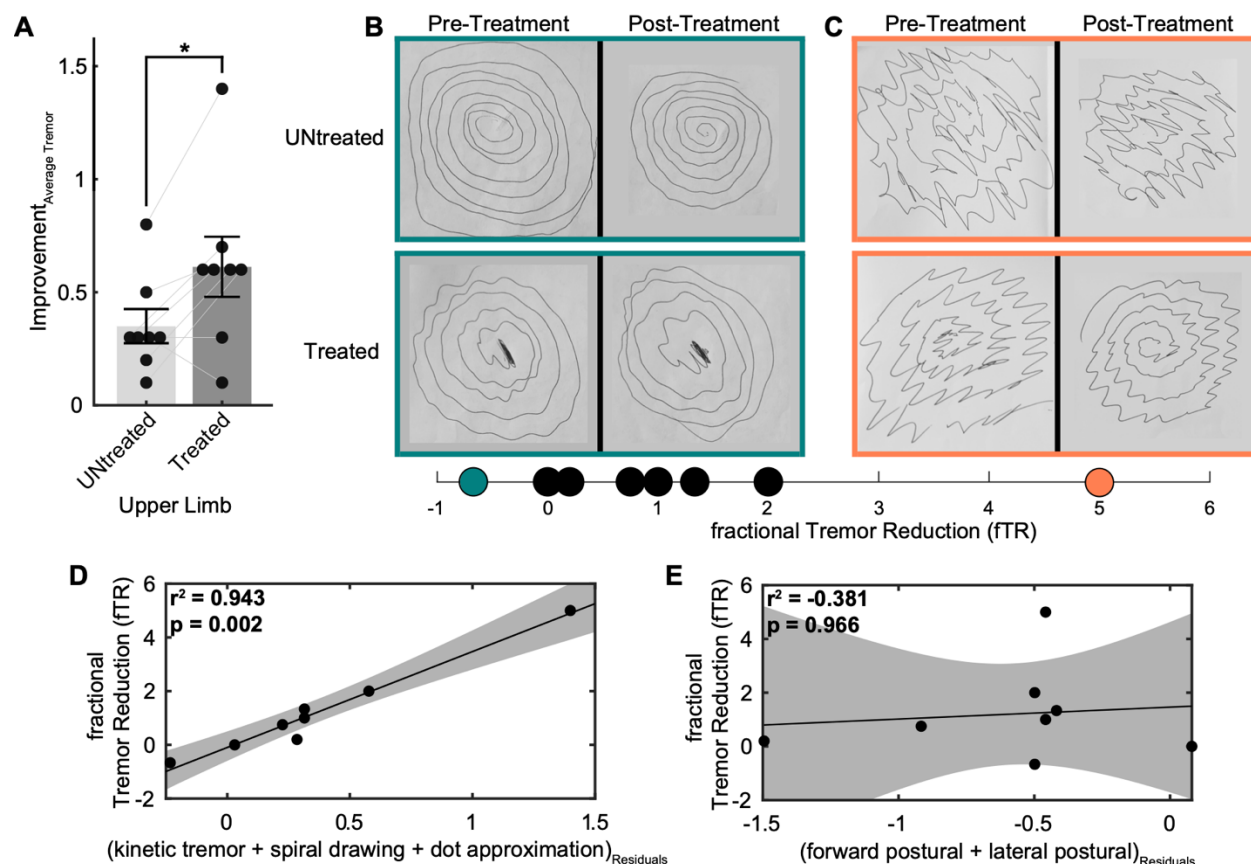 A
1.5
1
0.5
0
Improvement Average Tremor
*
UNtreated
Treated
Upper Limb
B
Pre-Treatment
Post-Treatment
C
Pre-Treatment
Post-Treatment
UNtreated
Treated
-1 0 1 2 3 4 5 6
fractional Tremor Reduction (fTR)
D
fractional
Tremor Reduction (fTR)
6
4
2
0
-2
r² = 0.943
p = 0.002
0 0.5 1 1.5
(kinetic tremor + spiral drawing + dot approximation)Residuals
E
fractional
Tremor Reduction (fTR)
6
4
2
0
-2
r² = -0.381
p = 0.966
-1.5 -1 -0.5 0
(forward postural + lateral postural)Residuals